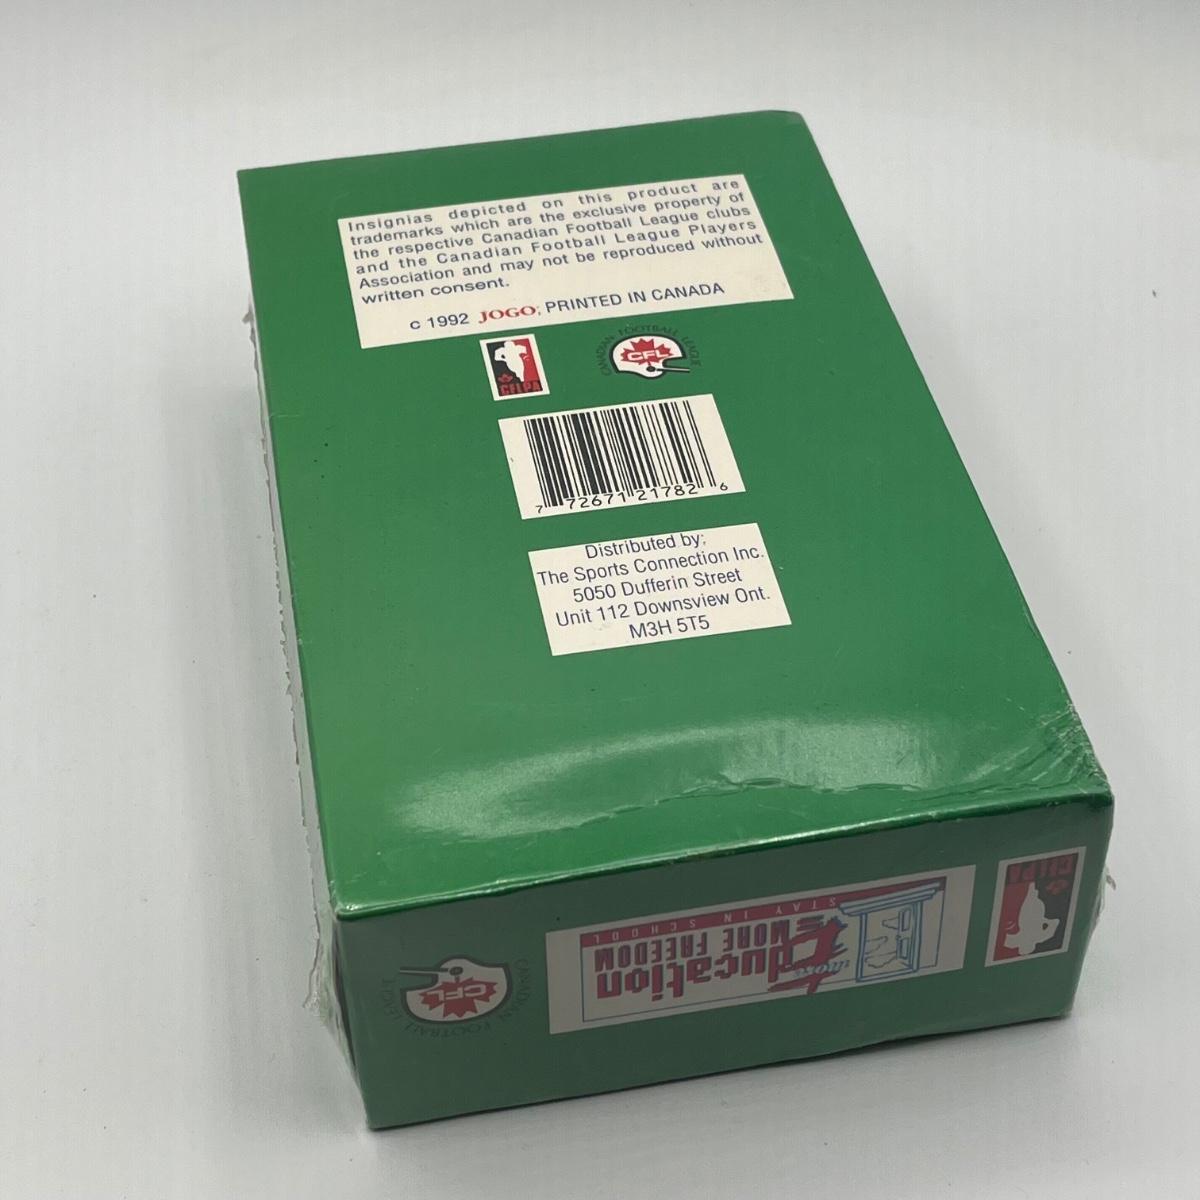 Insignias depicted on this product are
trademarks which are the exclusive property of
the respective Canadian Football League clubs
and the Canadian Football League Players
Association and may not be reproduced without
written consent.
c 1992 JOGO; PRINTED IN CANADA
CFLPA
CANADIAN FOOTBALL LEAGUE
CFL
7 72671 21782 6
Distributed by:
The Sports Connection Inc.
5050 Dufferin Street
Unit 112 Downsview Ont.
M3H 5T5
CFLPA
more
Education
= MORE FREEDOM
STAY IN SCHOOL
CANADIAN FOOTBALL LEAGUE
CFL